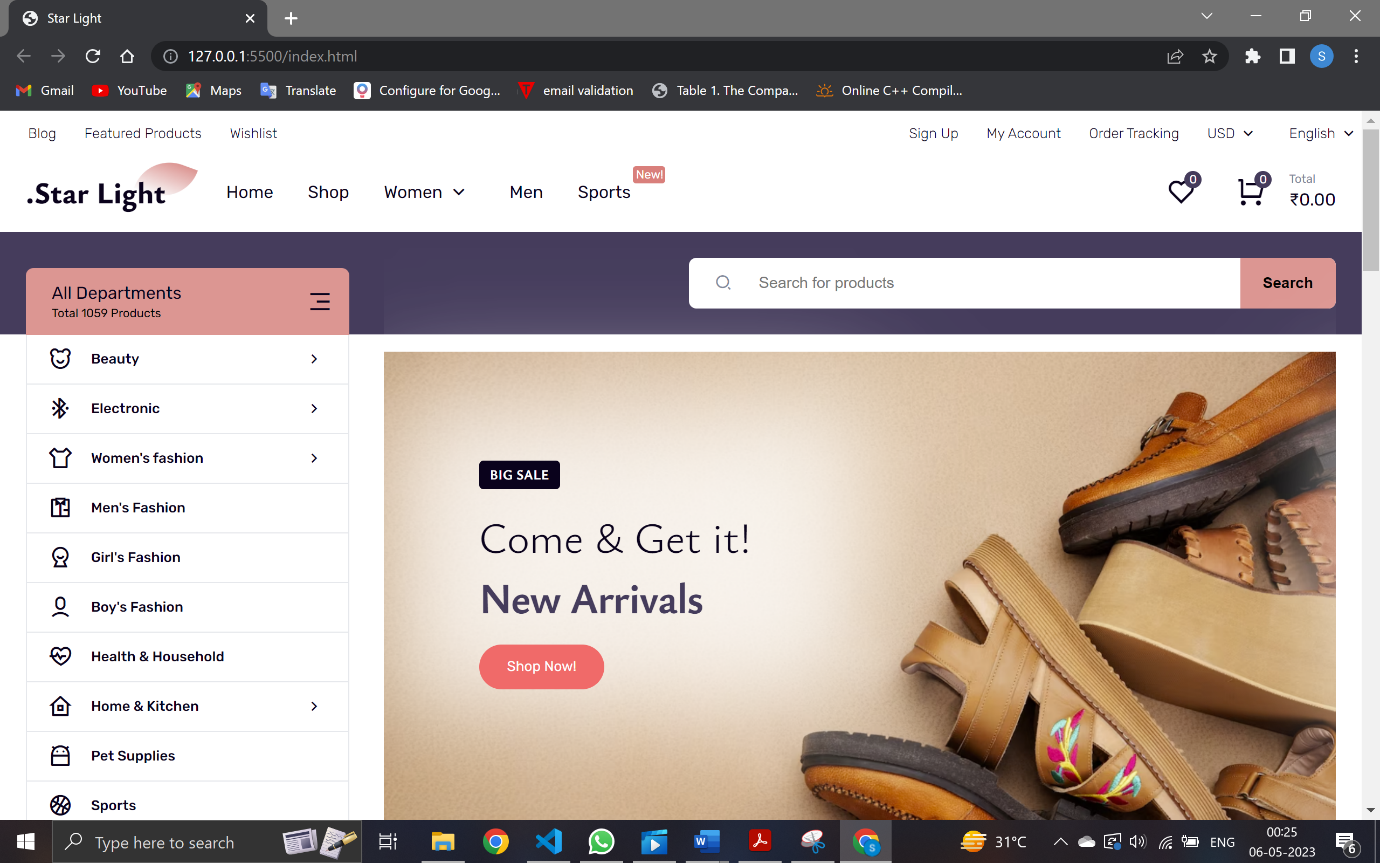 Star Light
127.0.0.1:5500/index.html
S
Gmail YouTube Maps Translate Configure for Goog... email validation Table 1. The Compa... Online C++ Compil...
Blog Featured Products Wishlist Sign Up My Account Order Tracking USD English
.Star Light Home Shop Women Men Sports New! 0 0 Total
₹0.00
All Departments
Total 1059 Products
Search for products Search
Beauty
Electronic
Women's fashion
Men's Fashion
Girl's Fashion
Boy's Fashion
Health & Household
Home & Kitchen
Pet Supplies
Sports
BIG SALE
Come & Get it!
New Arrivals
Shop Now!
Type here to search 31°C ENG 00:25
06-05-2023 6